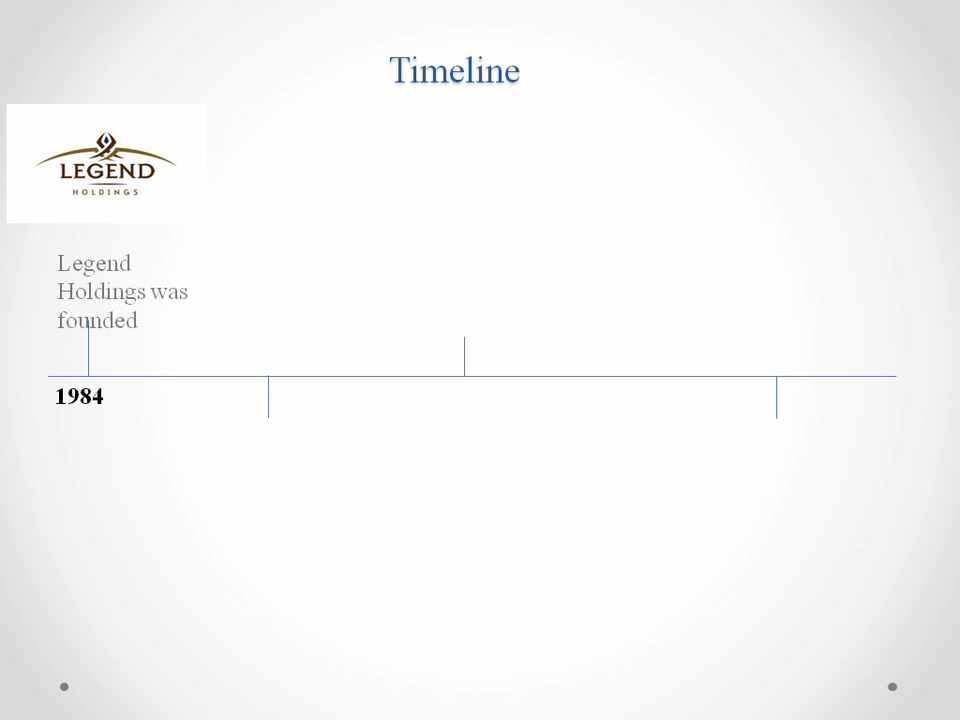 Timeline
LEGEND
HOLDINGS
Legend
Holdings was
founded
1984